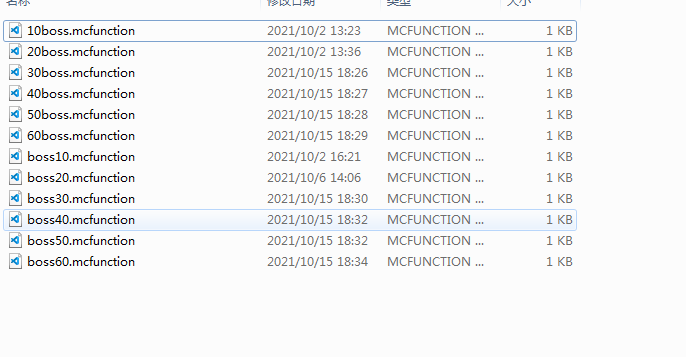 名称 修改日期 类型 大小
10boss.mcfunction 2021/10/2 13:23 MCFUNCTION ... 1 KB
20boss.mcfunction 2021/10/2 13:36 MCFUNCTION ... 1 KB
30boss.mcfunction 2021/10/15 18:26 MCFUNCTION ... 1 KB
40boss.mcfunction 2021/10/15 18:27 MCFUNCTION ... 1 KB
50boss.mcfunction 2021/10/15 18:28 MCFUNCTION ... 1 KB
60boss.mcfunction 2021/10/15 18:29 MCFUNCTION ... 1 KB
boss10.mcfunction 2021/10/2 16:21 MCFUNCTION ... 1 KB
boss20.mcfunction 2021/10/6 14:06 MCFUNCTION ... 1 KB
boss30.mcfunction 2021/10/15 18:30 MCFUNCTION ... 1 KB
boss40.mcfunction 2021/10/15 18:32 MCFUNCTION ... 1 KB
boss50.mcfunction 2021/10/15 18:32 MCFUNCTION ... 1 KB
boss60.mcfunction 2021/10/15 18:34 MCFUNCTION ... 1 KB